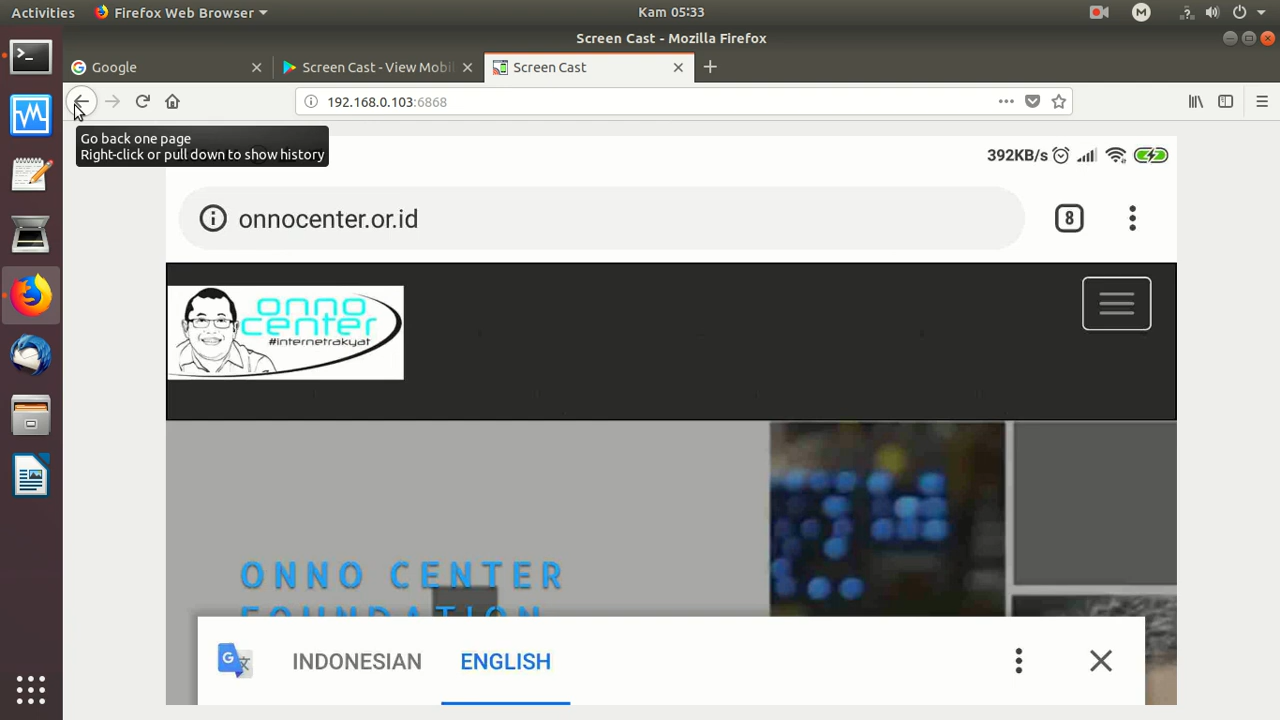 Activities
Firefox Web Browser
Kam 05:33
M
Screen Cast - Mozilla Firefox
Google
Screen Cast - View Mobil
Screen Cast
192.168.0.103:6868
Go back one page
Right-click or pull down to show history
392KB/s
onnocenter.or.id
8
onno
center
#internetrakyat
ONNO CENTER
FOUNDATION
INDONESIAN
ENGLISH